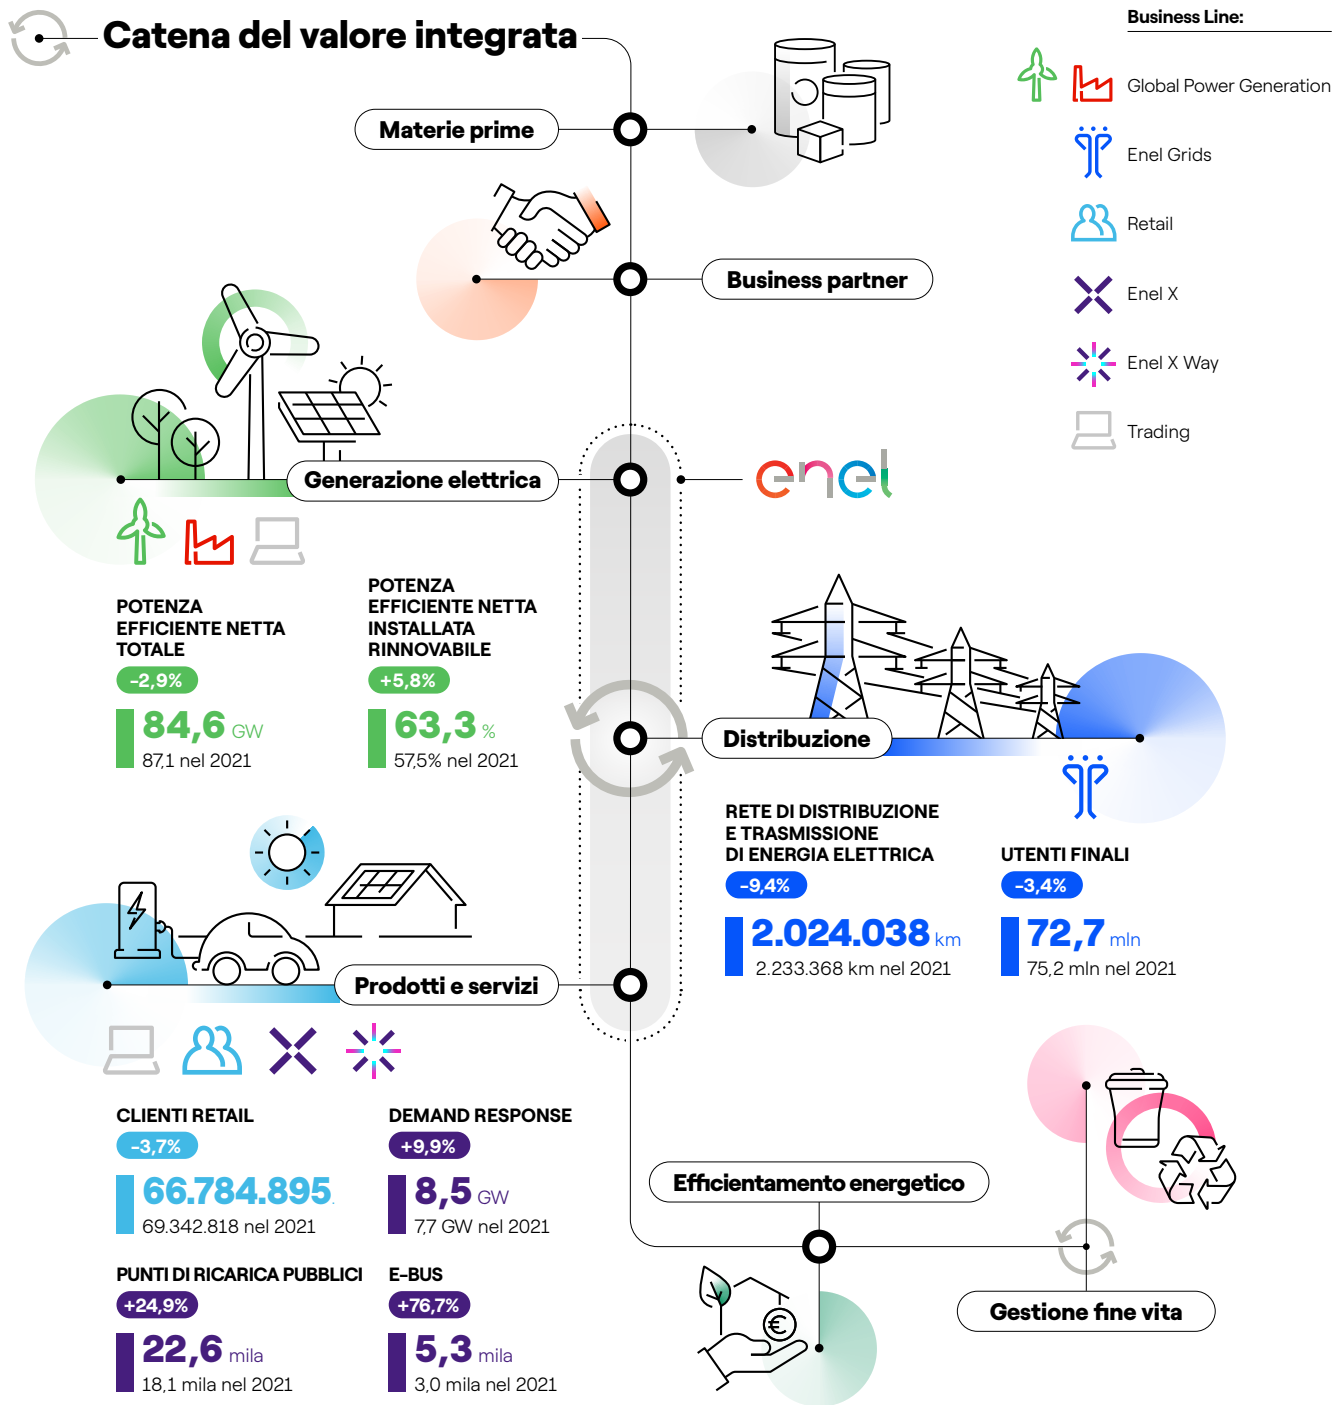 Catena del valore integrata
Business Line:
Global Power Generation
Enel Grids
Retail
Enel X
Enel X Way
Trading
Materie prime
Business partner
Generazione elettrica
enel
POTENZA
EFFICIENTE NETTA
TOTALE
-2,9%
84,6 GW
87,1 nel 2021
POTENZA
EFFICIENTE NETTA
INSTALLATA
RINNOVABILE
+5,8%
63,3 %
57,5% nel 2021
Distribuzione
RETE DI DISTRIBUZIONE
E TRASMISSIONE
DI ENERGIA ELETTRICA
-9,4%
2.024.038 km
2.233.368 km nel 2021
UTENTI FINALI
-3,4%
72,7 mln
75,2 mln nel 2021
Prodotti e servizi
CLIENTI RETAIL
-3,7%
66.784.895
69.342.818 nel 2021
DEMAND RESPONSE
+9,9%
8,5 GW
7,7 GW nel 2021
PUNTI DI RICARICA PUBBLICI
+24,9%
22,6 mila
18,1 mila nel 2021
E-BUS
+76,7%
5,3 mila
3,0 mila nel 2021
Efficientamento energetico
€
Gestione fine vita